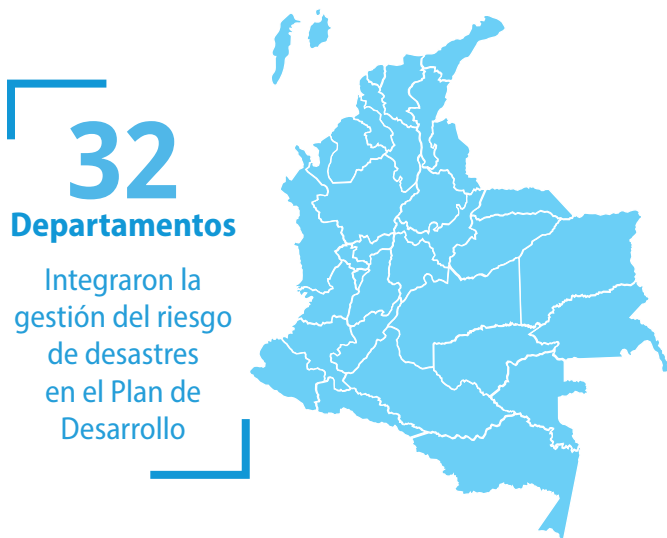 32
Departamentos
Integraron la
gestión del riesgo
de desastres
en el Plan de
Desarrollo